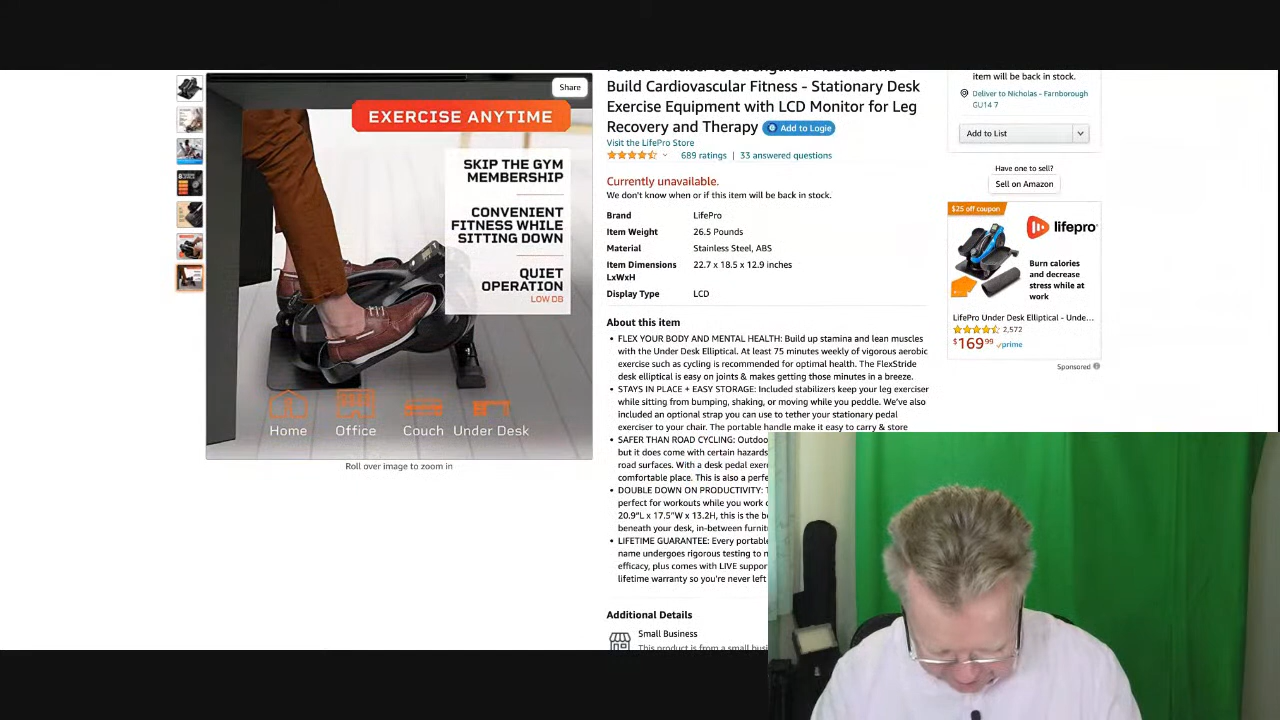 Share
EXERCISE ANYTIME
SKIP THE GYM
MEMBERSHIP
CONVENIENT
FITNESS WHILE
SITTING DOWN
QUIET
OPERATION
LOW DB
Home Office Couch Under Desk
Roll over image to zoom in
Build Cardiovascular Fitness - Stationary Desk
Exercise Equipment with LCD Monitor for Leg
Recovery and Therapy Add to Logie
Visit the LifePro Store
689 ratings | 33 answered questions
Currently unavailable.
We don't know when or if this item will be back in stock.
Brand LifePro
Item Weight 26.5 Pounds
Material Stainless Steel, ABS
Item Dimensions 22.7 x 18.5 x 12.9 inches
LxWxH
Display Type LCD
About this item
• FLEX YOUR BODY AND MENTAL HEALTH: Build up stamina and lean muscles
with the Under Desk Elliptical. At least 75 minutes weekly of vigorous aerobic
exercise such as cycling is recommended for optimal health. The FlexStride
desk elliptical is easy on joints & makes getting those minutes in a breeze.
• STAYS IN PLACE + EASY STORAGE: Included stabilizers keep your leg exerciser
while sitting from bumping, shaking, or moving while you peddle. We've also
included an optional strap you can use to tether your stationary pedal
exerciser to your chair. The portable handle make it easy to carry & store
• SAFER THAN ROAD CYCLING: Outdoo
but it does come with certain hazards
road surfaces. With a desk pedal exer
comfortable place. This is also a perfe
• DOUBLE DOWN ON PRODUCTIVITY: T
perfect for workouts while you work o
20.9"L x 17.5"W x 13.2H, this is the b
beneath your desk, in-between furnit
• LIFETIME GUARANTEE: Every portable
name undergoes rigorous testing to m
efficacy, plus comes with LIVE suppor
lifetime warranty so you're never left
Additional Details
Small Business
This product is from a small busi
item will be back in stock.
Deliver to Nicholas - Farnborough
GU14 7
Add to List
Have one to sell?
Sell on Amazon
$25 off coupon
lifepro
Burn calories
and decrease
stress while at
work
LifePro Under Desk Elliptical - Unde...
2,572
$169.99 prime
Sponsored